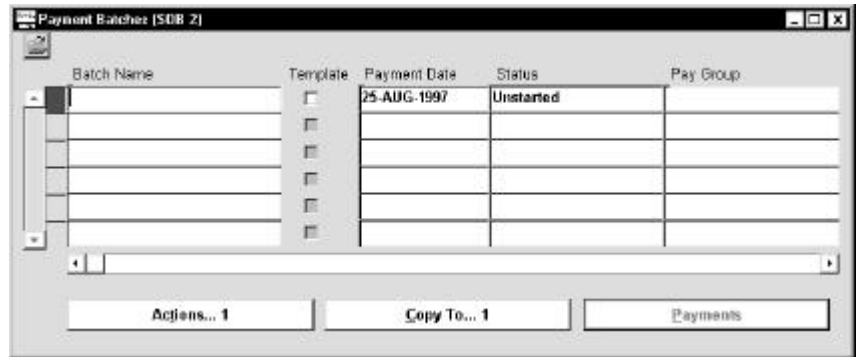 Payment Batches (SOB 2)
Batch Name Template Payment Date Status Pay Group
25-AUG-1997 Unstarted
Actions... 1 Copy To... 1 Payments